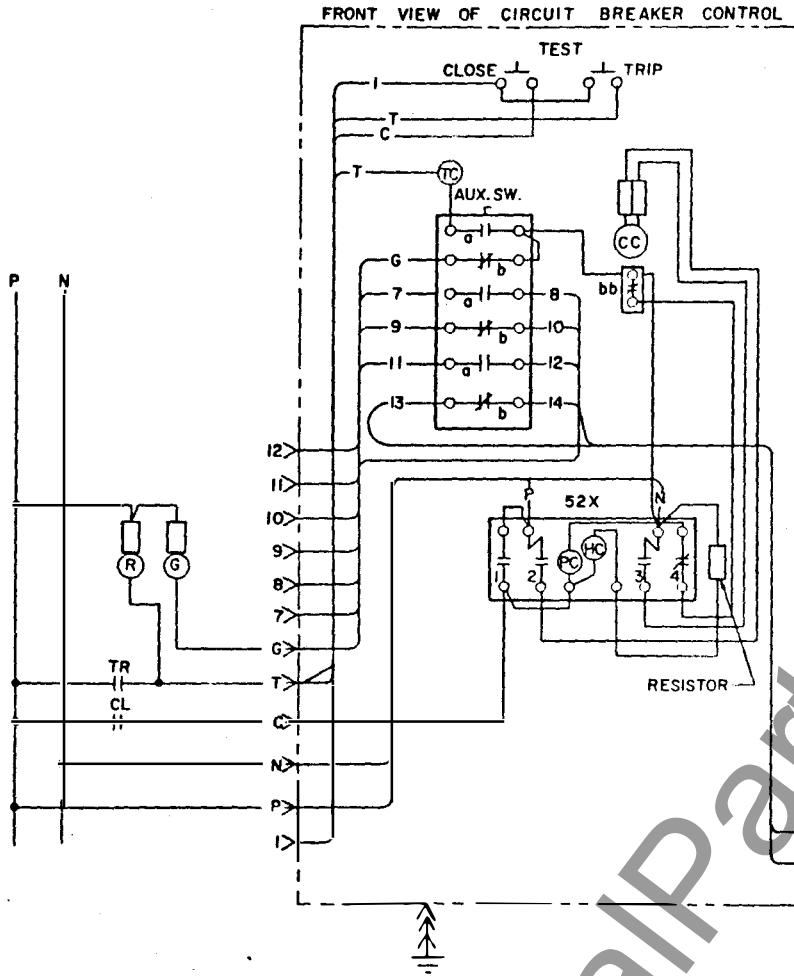 FRONT VIEW OF CIRCUIT BREAKER CONTROL
TEST
CLOSE TRIP
I
T
C
T TC
AUX. SW.
a
G b
7 a 8
9 b 10
11 a 12
13 b 14
CC
bb
P N
12
11
10
9
8
7
G
T
C
N
P
1
R G
TR
CL
P 52X N
1 2 PC HC 3 4
RESISTOR
alPart